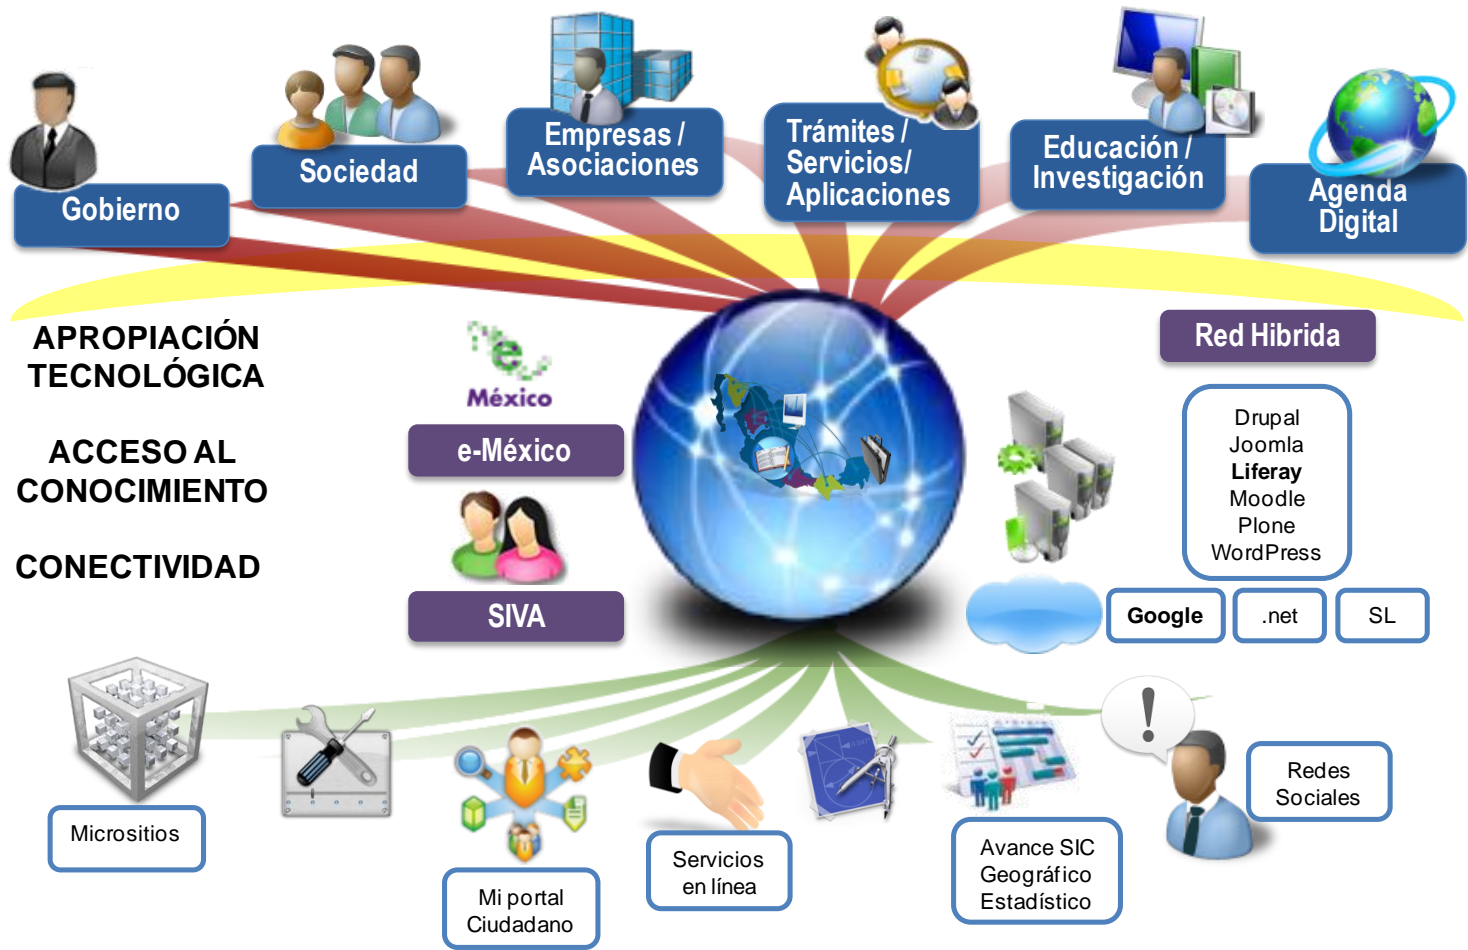 Gobierno
Sociedad
Empresas /
Asociaciones
Trámites /
Servicios/
Aplicaciones
Educación /
Investigación
Agenda
Digital
APROPIACIÓN
TECNOLÓGICA
ACCESO AL
CONOCIMIENTO
CONECTIVIDAD
e
México
e-México
SIVA
Red Hibrida
Drupal
Joomla
Liferay
Moodle
Plone
WordPress
Google
.net
SL
Micrositios
Mi portal
Ciudadano
Servicios
en línea
Avance SIC
Geográfico
Estadístico
!
Redes
Sociales